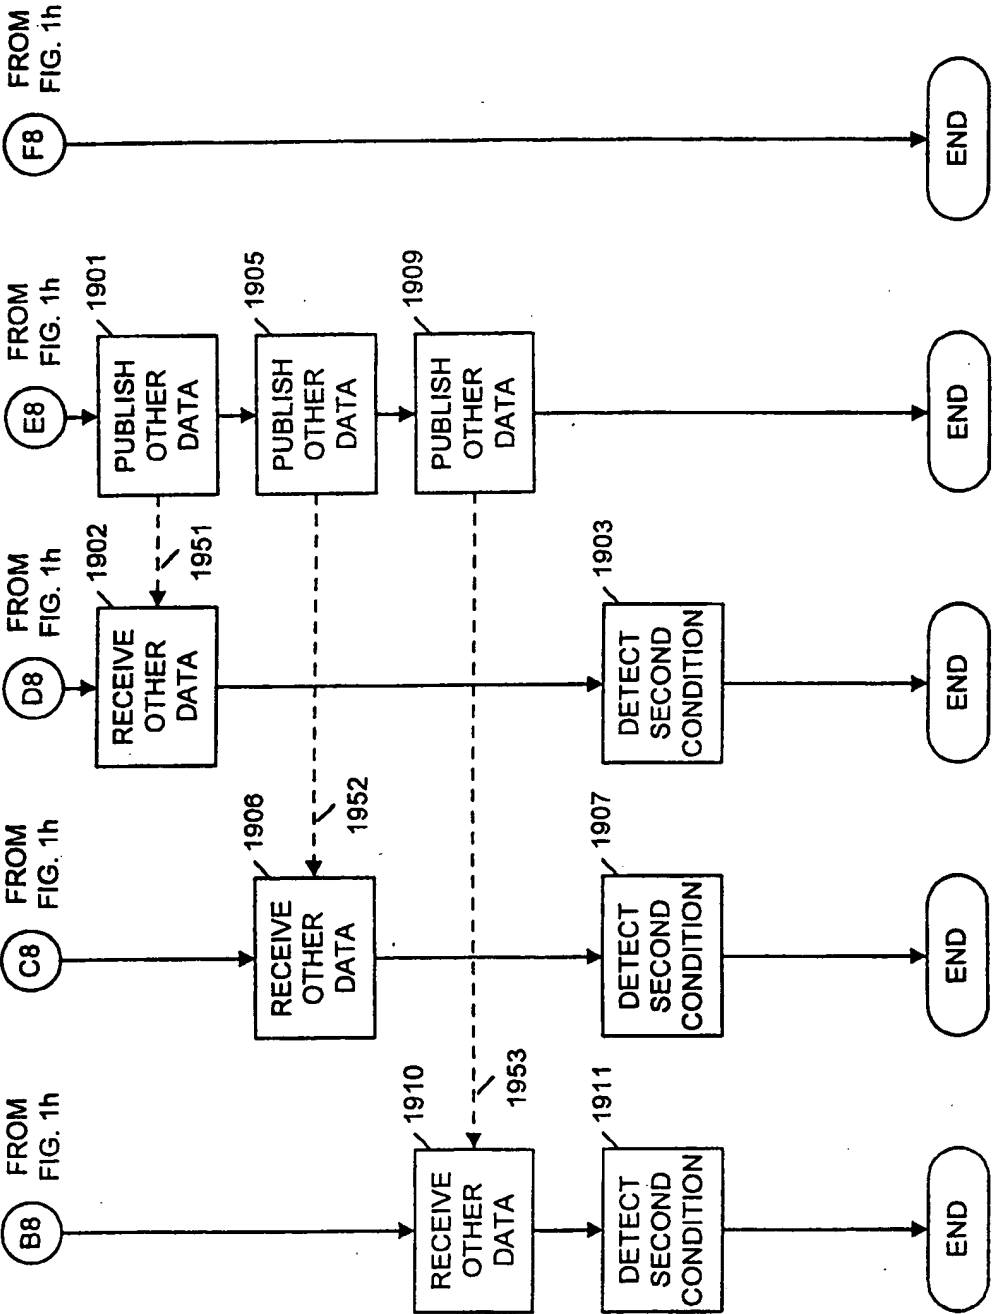 FROM
FIG. 1h
B8
FROM
FIG. 1h
C8
FROM
FIG. 1h
D8
FROM
FIG. 1h
E8
FROM
FIG. 1h
F8
1902
RECEIVE
OTHER
DATA
1951
1901
PUBLISH
OTHER
DATA
1906
RECEIVE
OTHER
DATA
1952
1905
PUBLISH
OTHER
DATA
1910
RECEIVE
OTHER
DATA
1953
1909
PUBLISH
OTHER
DATA
1911
DETECT
SECOND
CONDITION
1907
DETECT
SECOND
CONDITION
1903
DETECT
SECOND
CONDITION
END
END
END
END
END